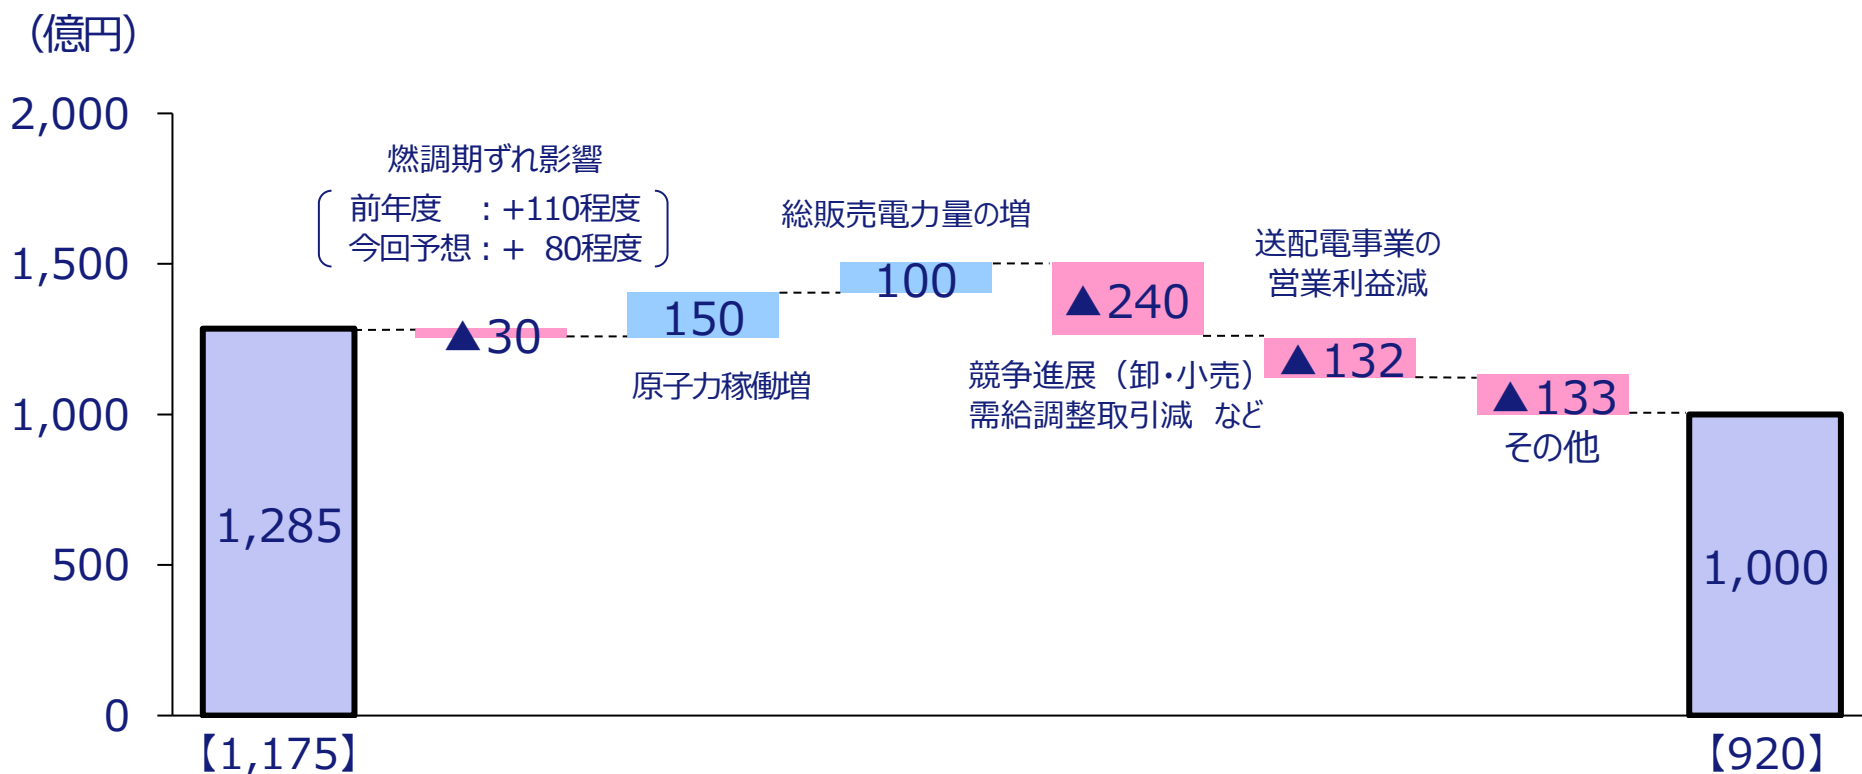 （億円）
2,000
1,500
1,000
500
0
燃調期ずれ影響
前年度　：+110程度
今回予想：+ 80程度
総販売電力量の増
送配電事業の
営業利益減
1,285
▲30
150
100
▲240
▲132
▲133
1,000
原子力稼働増
競争進展（卸・小売）
需給調整取引減 など
その他
【1,175】
【920】